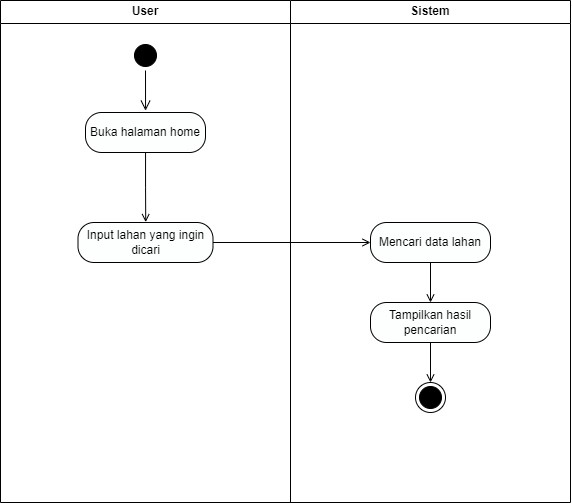 User
Sistem
Buka halaman home
Input lahan yang ingin
dicari
Mencari data lahan
Tampilkan hasil
pencarian